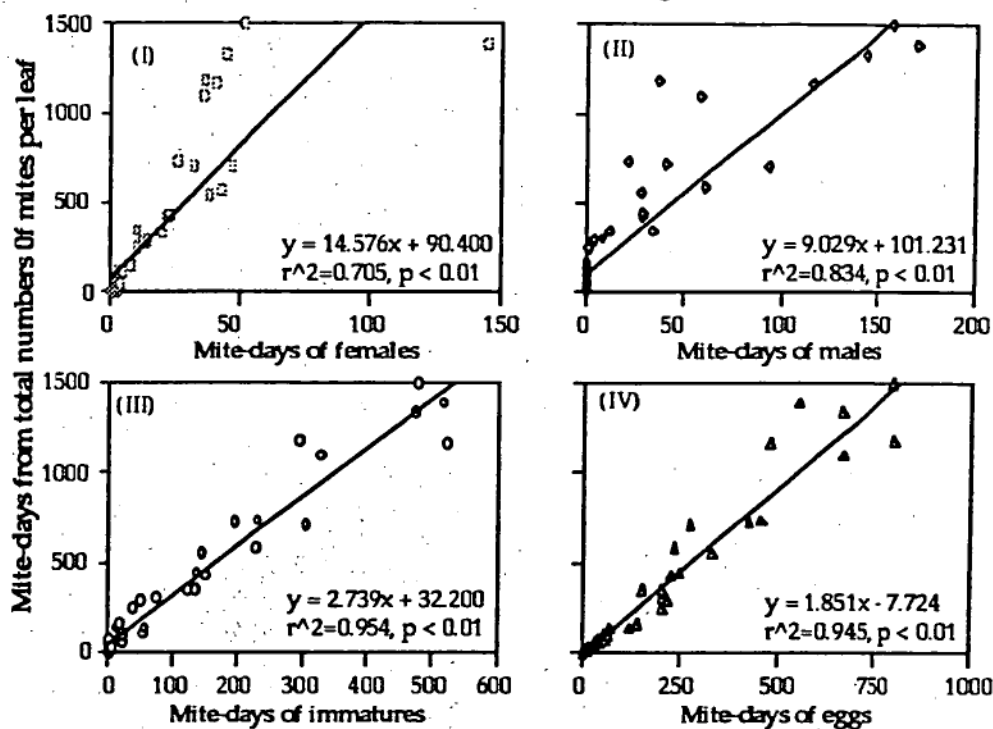 Mite-days from total numbers 0f mites per leaf
1500
1000
500
0
(I)
y = 14.576x + 90.400
r^2=0.705, p < 0.01
0 50 100 150
Mite-days of females
(II)
y = 9.029x + 101.231
r^2=0.834, p < 0.01
0 50 100 150 200
Mite-days of males
1500
1000
500
0
(III)
y = 2.739x + 32.200
r^2=0.954, p < 0.01
0 100 200 300 400 500 600
Mite-days of immatures
(IV)
y = 1.851x - 7.724
r^2=0.945, p < 0.01
0 250 500 750 1000
Mite-days of eggs